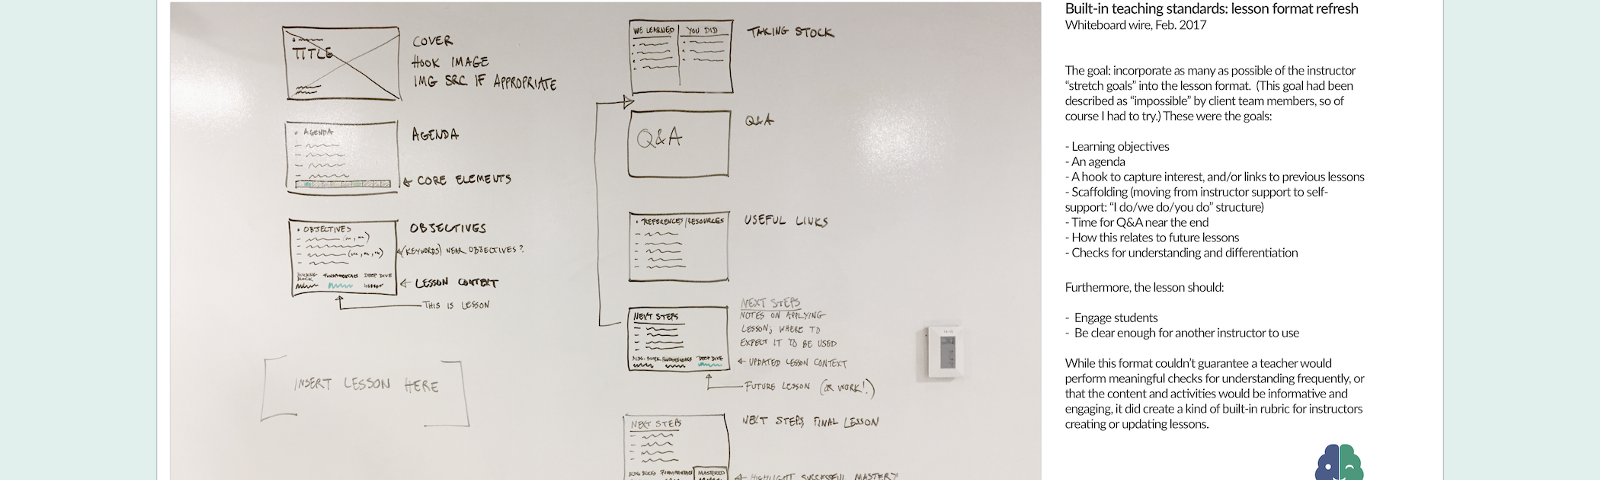 TITLE
COVER
HOOK IMAGE
IMG SRC IF APPROPRIATE
AGENDA
AGENDA
CORE ELEMENTS
OBJECTIVES
OBJECTIVES
(KEYWORDS) NEAR OBJECTIVES?
FUNDAMENTALS DEEP DIVE
LESSON CONTEXT
THIS IS LESSON
INSERT LESSON HERE
WE LEARNED YOU DID
TAKING STOCK
Q&A
Q&A
REFERENCES/RESOURCES
USEFUL LINKS
NEXT STEPS
NEXT STEPS
NOTES ON APPLYING
LESSON, WHERE TO
EXPECT IT TO BE USED
DEEP DIVE
UPDATED LESSON CONTEXT
FUTURE LESSON (OR WORK!)
NEXT STEPS
NEXT STEPS FINAL LESSON
MASTERED
HIGHLIGHT SUCCESSFUL MASTERY
Built-in teaching standards: lesson format refresh
Whiteboard wire, Feb. 2017
The goal: incorporate as many as possible of the instructor
“stretch goals” into the lesson format. (This goal had been
described as “impossible” by client team members, so of
course I had to try.) These were the goals:
- Learning objectives
- An agenda
- A hook to capture interest, and/or links to previous lessons
- Scaffolding (moving from instructor support to self-
support: “I do/we do/you do” structure)
- Time for Q&A near the end
- How this relates to future lessons
- Checks for understanding and differentiation
Furthermore, the lesson should:
- Engage students
- Be clear enough for another instructor to use
While this format couldn’t guarantee a teacher would
perform meaningful checks for understanding frequently, or
that the content and activities would be informative and
engaging, it did create a kind of built-in rubric for instructors
creating or updating lessons.